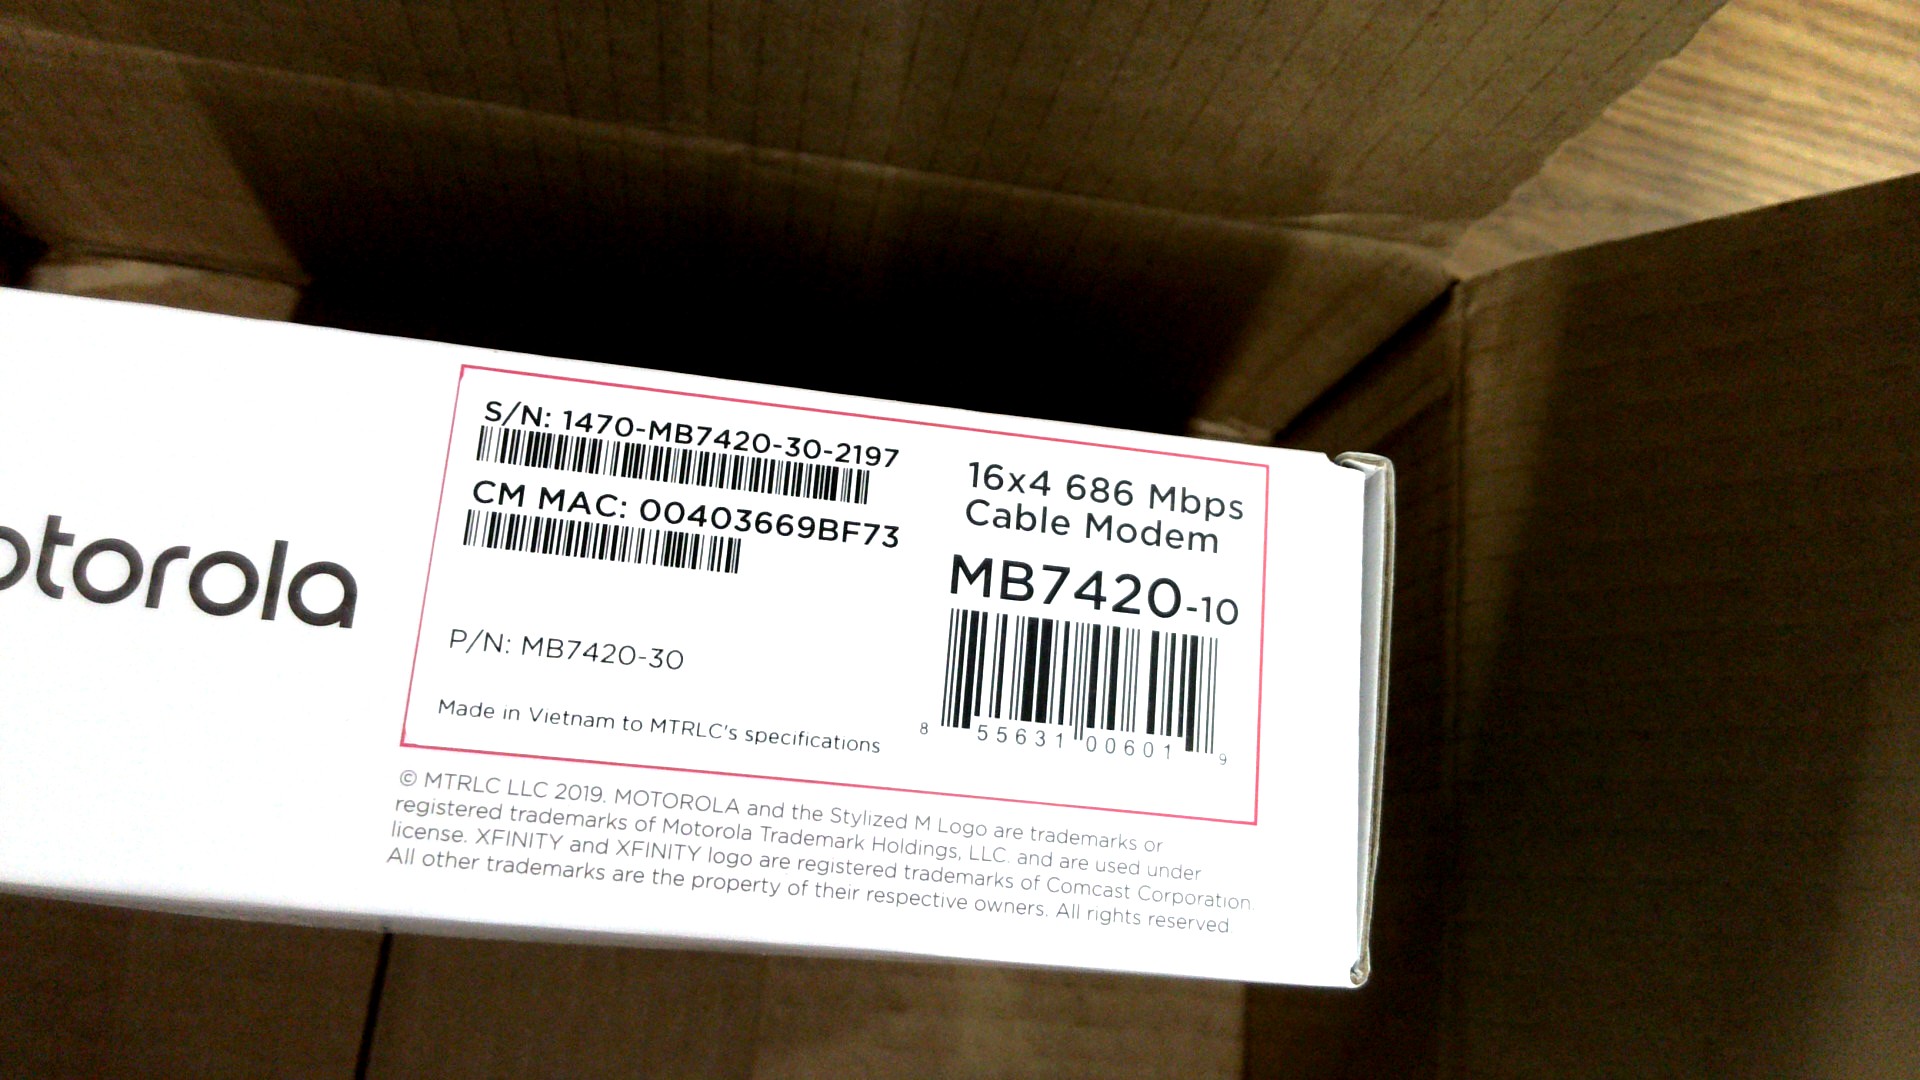 otorola
S/N: 1470-MB7420-30-2197
CM MAC: 00403669BF73
P/N: MB7420-30
Made in Vietnam to MTRLC's specifications
16x4 686 Mbps
Cable Modem
MB7420-10
8 55631 00601 9
© MTRLC LLC 2019. MOTOROLA and the Stylized M Logo are trademarks or
registered trademarks of Motorola Trademark Holdings, LLC. and are used under
license. XFINITY and XFINITY logo are registered trademarks of Comcast Corporation.
All other trademarks are the property of their respective owners. All rights reserved